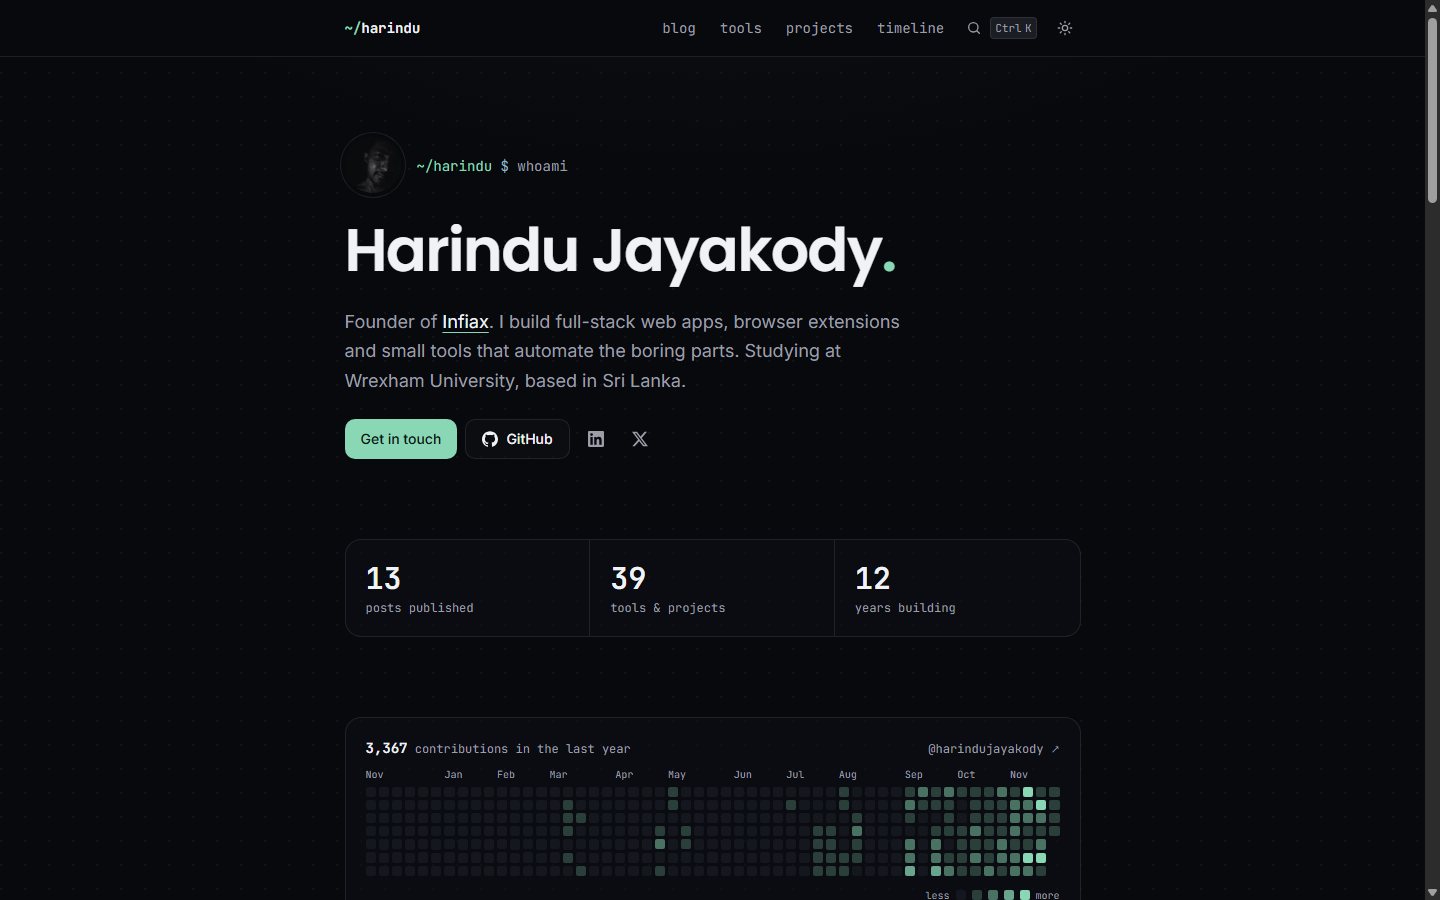 ~/harindu
blog tools projects timeline Ctrl K
~/harindu $ whoami
Harindu Jayakody.
Founder of Infiax. I build full-stack web apps, browser extensions
and small tools that automate the boring parts. Studying at
Wrexham University, based in Sri Lanka.
Get in touch GitHub
13 39 12
posts published tools & projects years building
3,367 contributions in the last year @harindujayakody ↗
Nov Jan Feb Mar Apr May Jun Jul Aug Sep Oct Nov
less more